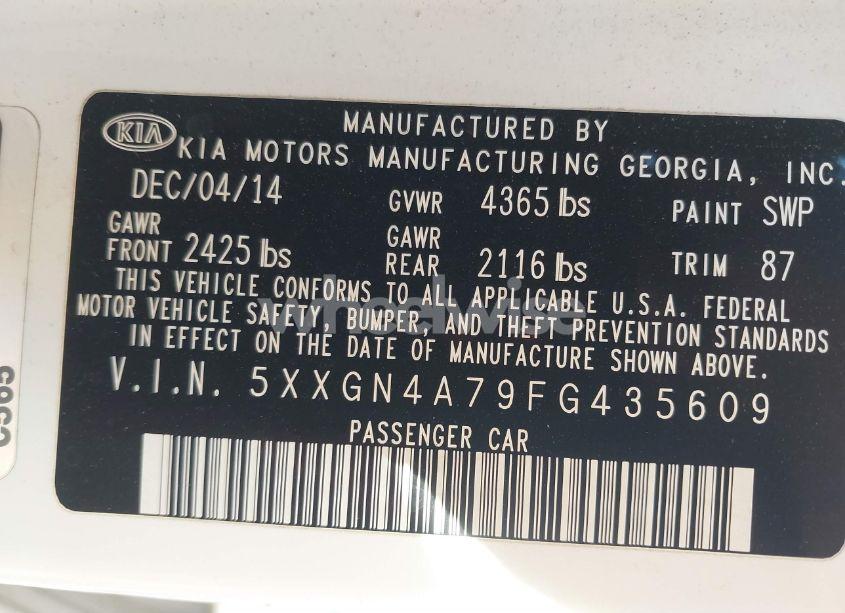 KIA
MANUFACTURED BY
KIA MOTORS MANUFACTURING GEORGIA, INC.
DEC/04/14 GVWR 4365 lbs PAINT SWP
GAWR FRONT 2425 lbs GAWR REAR 2116 lbs TRIM 87
THIS VEHICLE CONFORMS TO ALL APPLICABLE U.S.A. FEDERAL
MOTOR VEHICLE SAFETY, BUMPER, AND THEFT PREVENTION STANDARDS
IN EFFECT ON THE DATE OF MANUFACTURE SHOWN ABOVE.
wheelwise
V.I.N. 5XXGN4A79FG435609
PASSENGER CAR